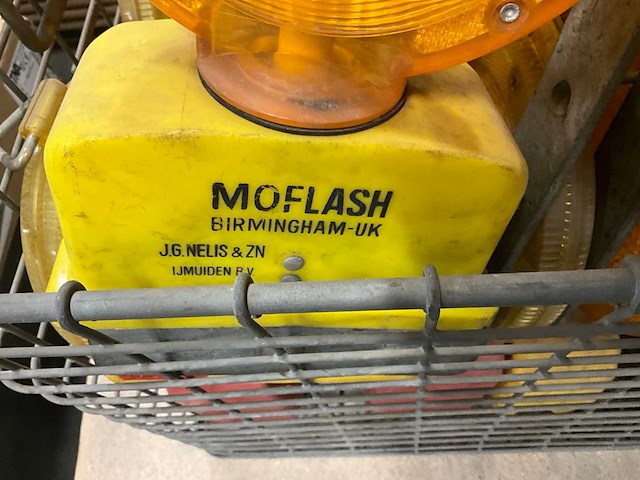 MOFLASH
BIRMINGHAM-UK
J.G. NELIS & ZN
IJMUIDEN B.V.